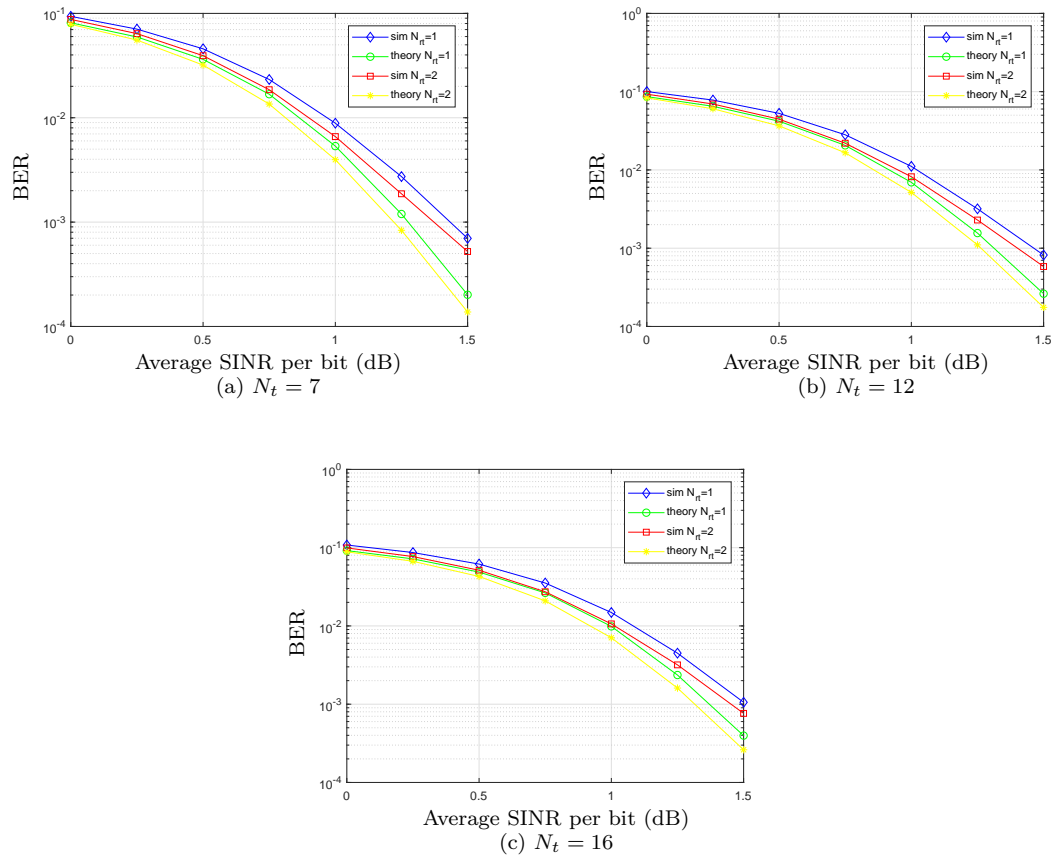 10^-1
10^-2
10^-3
10^-4
BER
0
0.5
1
1.5
Average SINR per bit (dB)
sim N_rt=1
theory N_rt=1
sim N_rt=2
theory N_rt=2
(a) N_t = 7
10^0
10^-1
10^-2
10^-3
10^-4
BER
0
0.5
1
1.5
Average SINR per bit (dB)
sim N_rt=1
theory N_rt=1
sim N_rt=2
theory N_rt=2
(b) N_t = 12
10^0
10^-1
10^-2
10^-3
10^-4
BER
0
0.5
1
1.5
Average SINR per bit (dB)
sim N_rt=1
theory N_rt=1
sim N_rt=2
theory N_rt=2
(c) N_t = 16